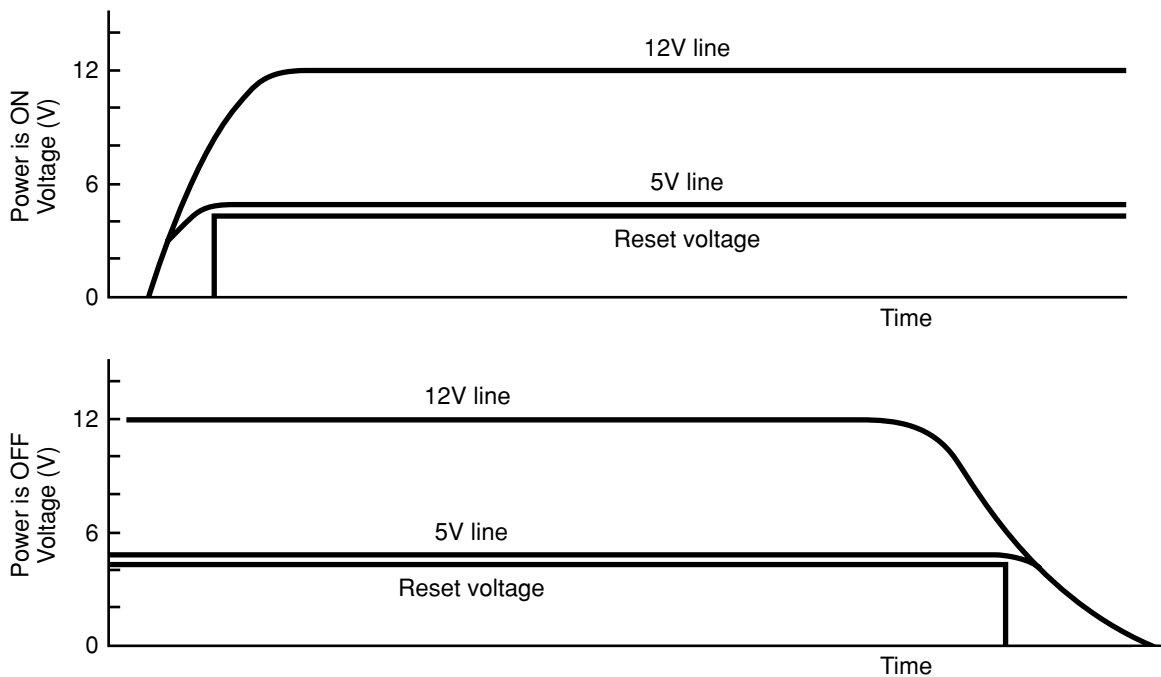 Power is ON
Voltage (V)
12
6
0
12V line
5V line
Reset voltage
Time
Power is OFF
Voltage (V)
12
6
0
12V line
5V line
Reset voltage
Time